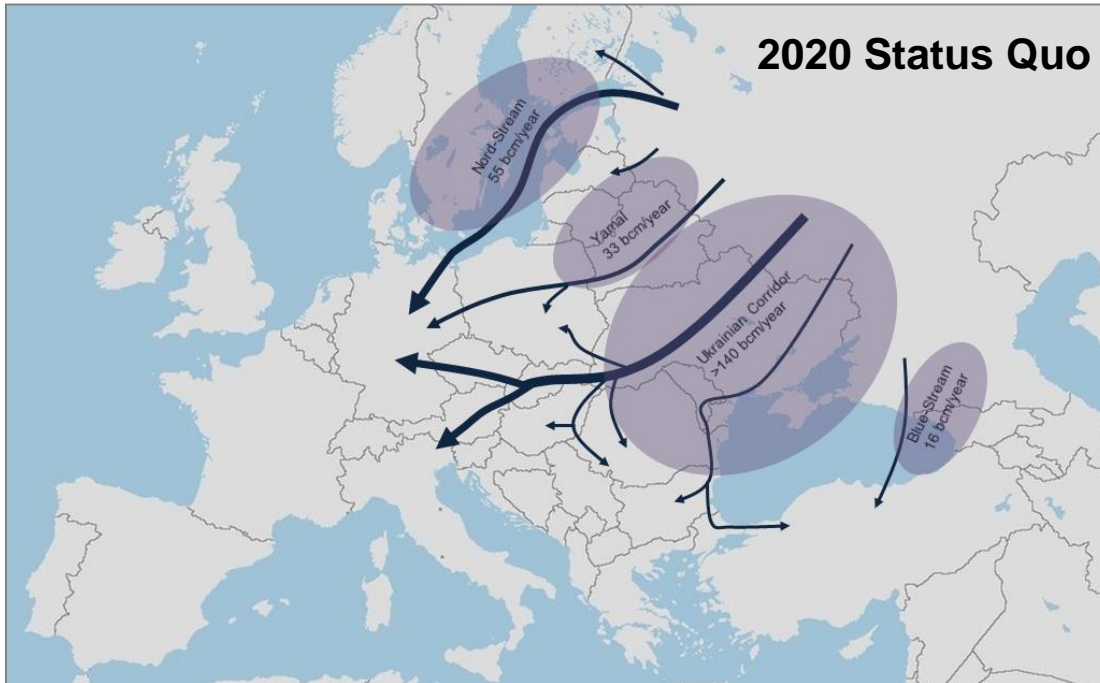 2020 Status Quo
Nord-Stream
55 bcm/year
Yamal
33 bcm/year
Ukrainian Corridor
>140 bcm/year
Blue-Stream
16 bcm/year